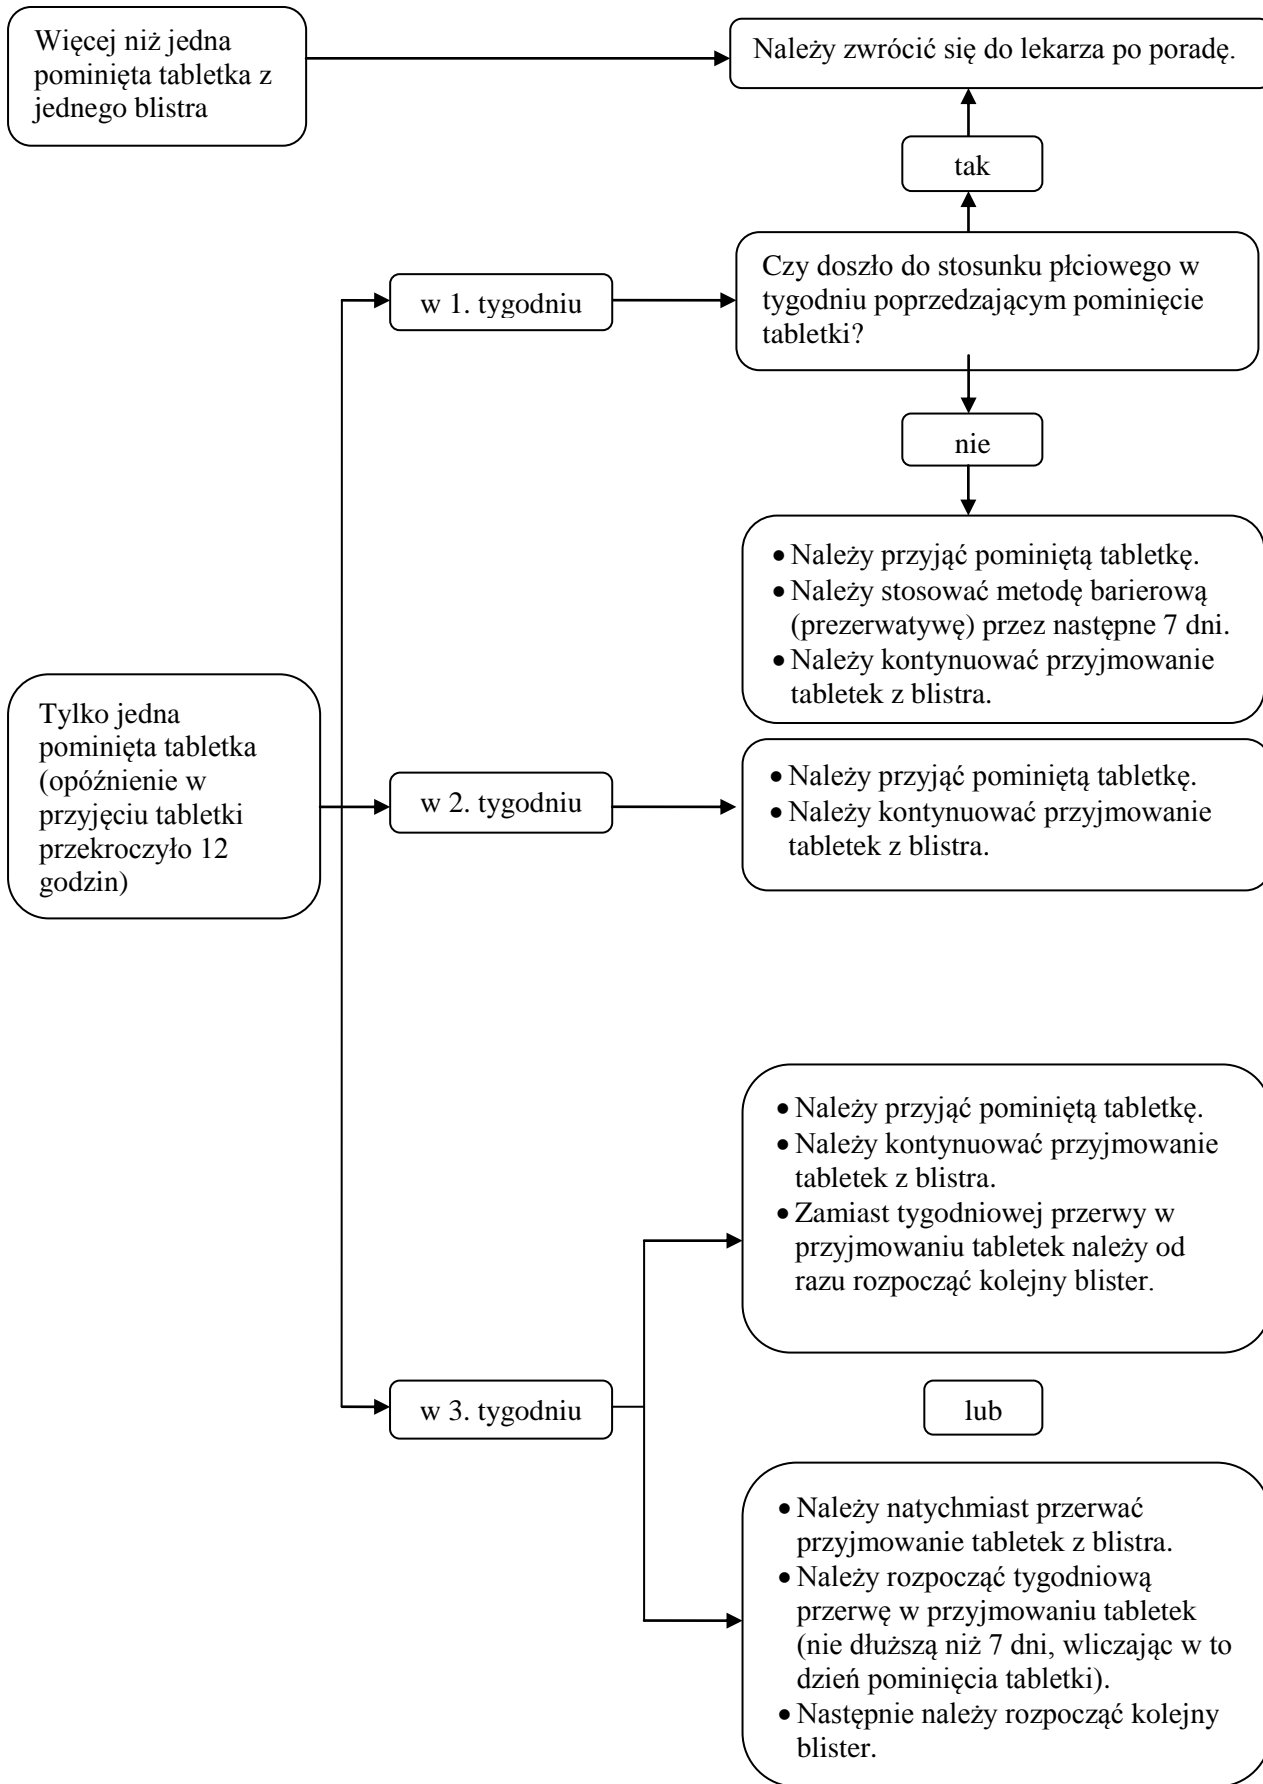 Więcej niż jedna
pominięta tabletka z
jednego blistra
Należy zwrócić się do lekarza po poradę.
tak
Czy doszło do stosunku płciowego w
tygodniu poprzedzającym pominięcie
tabletki?
w 1. tygodniu
nie
• Należy przyjąć pominiętą tabletkę.
• Należy stosować metodę barierową
(prezerwatywę) przez następne 7 dni.
• Należy kontynuować przyjmowanie
tabletek z blistra.
Tylko jedna
pominięta tabletka
(opóźnienie w
przyjęciu tabletki
przekroczyło 12
godzin)
w 2. tygodniu
• Należy przyjąć pominiętą tabletkę.
• Należy kontynuować przyjmowanie
tabletek z blistra.
• Należy przyjąć pominiętą tabletkę.
• Należy kontynuować przyjmowanie
tabletek z blistra.
• Zamiast tygodniowej przerwy w
przyjmowaniu tabletek należy od
razu rozpocząć kolejny blister.
w 3. tygodniu
lub
• Należy natychmiast przerwać
przyjmowanie tabletek z blistra.
• Należy rozpocząć tygodniową
przerwę w przyjmowaniu tabletek
(nie dłuższą niż 7 dni, wliczając w to
dzień pominięcia tabletki).
• Następnie należy rozpocząć kolejny
blister.